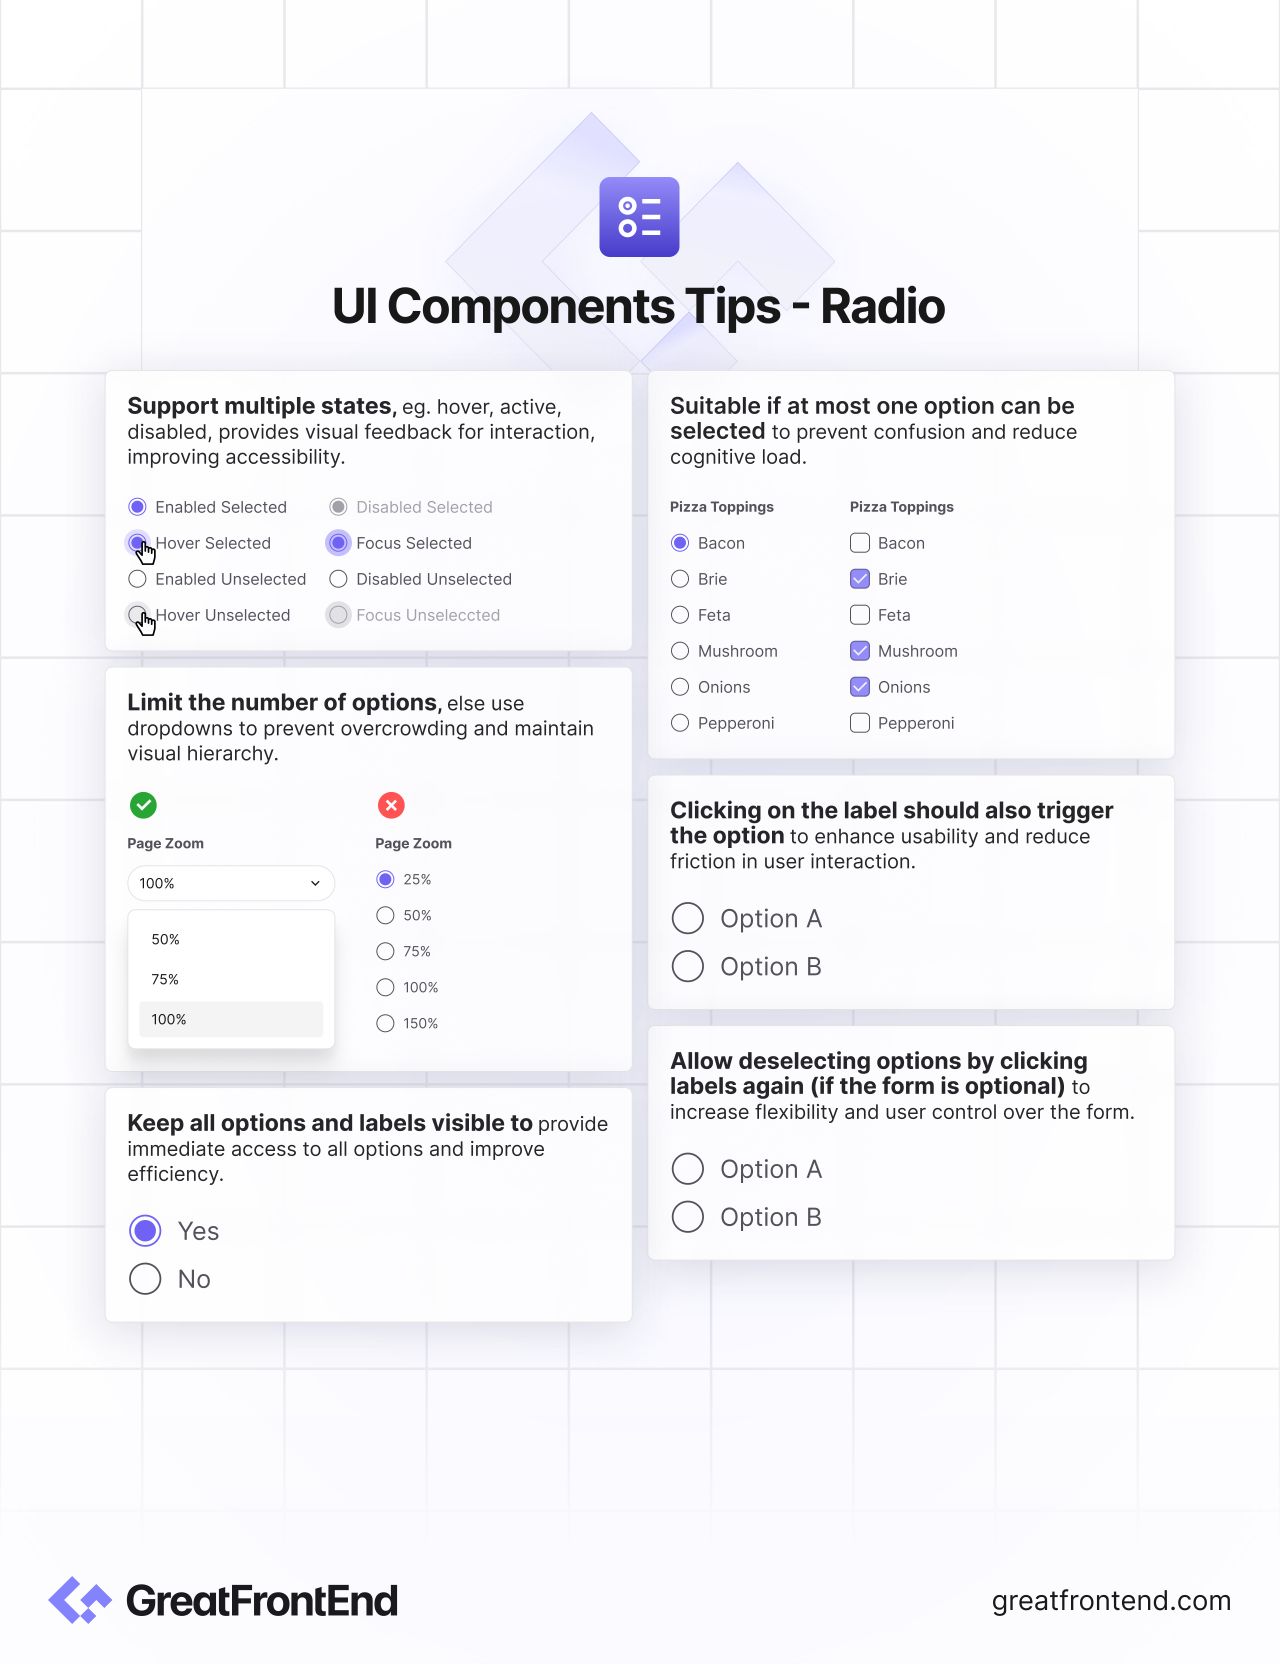 UI Components Tips - Radio
Support multiple states, eg. hover, active,
disabled, provides visual feedback for interaction,
improving accessibility.
Enabled Selected
Disabled Selected
Hover Selected
Focus Selected
Enabled Unselected
Disabled Unselected
Hover Unselected
Focus Unseleccted
Limit the number of options, else use
dropdowns to prevent overcrowding and maintain
visual hierarchy.
Page Zoom
100%
50%
75%
100%
Page Zoom
25%
50%
75%
100%
150%
Keep all options and labels visible to provide
immediate access to all options and improve
efficiency.
Yes
No
Suitable if at most one option can be
selected to prevent confusion and reduce
cognitive load.
Pizza Toppings
Bacon
Brie
Feta
Mushroom
Onions
Pepperoni
Pizza Toppings
Bacon
Brie
Feta
Mushroom
Onions
Pepperoni
Clicking on the label should also trigger
the option to enhance usability and reduce
friction in user interaction.
Option A
Option B
Allow deselecting options by clicking
labels again (if the form is optional) to
increase flexibility and user control over the form.
Option A
Option B
GreatFrontEnd
greatfrontend.com